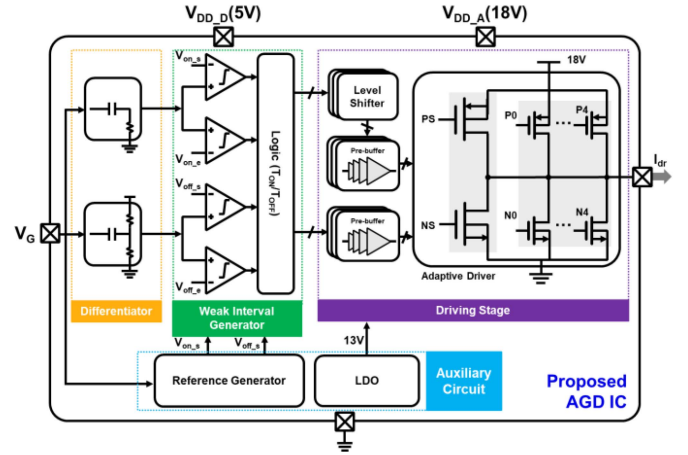 V_DD_D(5V)
V_DD_A(18V)
V_on_s
V_on_e
V_off_s
V_off_e
Logic (T_ON/T_OFF)
Level
Shifter
Pre-buffer
Pre-buffer
18V
PS
P0
P4
NS
N0
N4
Adaptive Driver
I_dr
V_G
Differentiator
Weak Interval
Generator
Driving Stage
V_on_s
V_off_s
13V
Reference Generator
LDO
Auxiliary
Circuit
Proposed
AGD IC